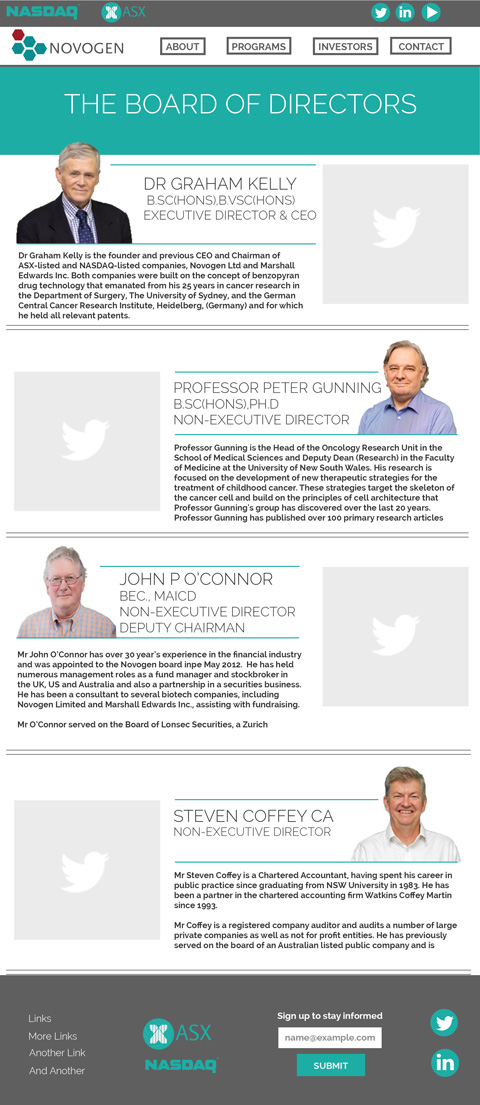 NASDAQ ASX
NOVOGEN
ABOUT PROGRAMS INVESTORS CONTACT
THE BOARD OF DIRECTORS
DR GRAHAM KELLY
B.SC(HONS),B.VSC(HONS)
EXECUTIVE DIRECTOR & CEO
Dr Graham Kelly is the founder and previous CEO and Chairman of
ASX-listed and NASDAQ-listed companies, Novogen Ltd and Marshall
Edwards Inc. Both companies were built on the concept of benzopyran
drug technology that emanated from his 25 years in cancer research in
the Department of Surgery, The University of Sydney, and the German
Central Cancer Research Institute, Heidelberg, (Germany) and for which
he held all relevant patents.
PROFESSOR PETER GUNNING
B.SC(HONS),PH.D
NON-EXECUTIVE DIRECTOR
Professor Gunning is the Head of the Oncology Research Unit in the
School of Medical Sciences and Deputy Dean (Research) in the Faculty
of Medicine at the University of New South Wales. His research is
focused on the development of new therapeutic strategies for the
treatment of childhood cancer. These strategies target the skeleton of
the cancer cell and build on the principles of cell architecture that
Professor Gunning's group has discovered over the last 20 years.
Professor Gunning has published over 100 primary research articles
JOHN P O'CONNOR
BEC., MAICD
NON-EXECUTIVE DIRECTOR
DEPUTY CHAIRMAN
Mr John O'Connor has over 30 year's experience in the financial industry
and was appointed to the Novogen board inpe May 2012. He has held
numerous management roles as a fund manager and stockbroker in
the UK, US and Australia and also a partnership in a securities business.
He has been a consultant to several biotech companies, including
Novogen Limited and Marshall Edwards Inc., assisting with fundraising.
Mr O'Connor served on the Board of Lonsec Securities, a Zurich
STEVEN COFFEY CA
NON-EXECUTIVE DIRECTOR
Mr Steven Coffey is a Chartered Accountant, having spent his career in
public practice since graduating from NSW University in 1983. He has
been a partner in the chartered accounting firm Watkins Coffey Martin
since 1993.
Mr Coffey is a registered company auditor and audits a number of large
private companies as well as not for profit entities. He has previously
served on the board of an Australian listed public company and is
Links
More Links
Another Link
And Another
ASX
NASDAQ
Sign up to stay informed
name@example.com
SUBMIT